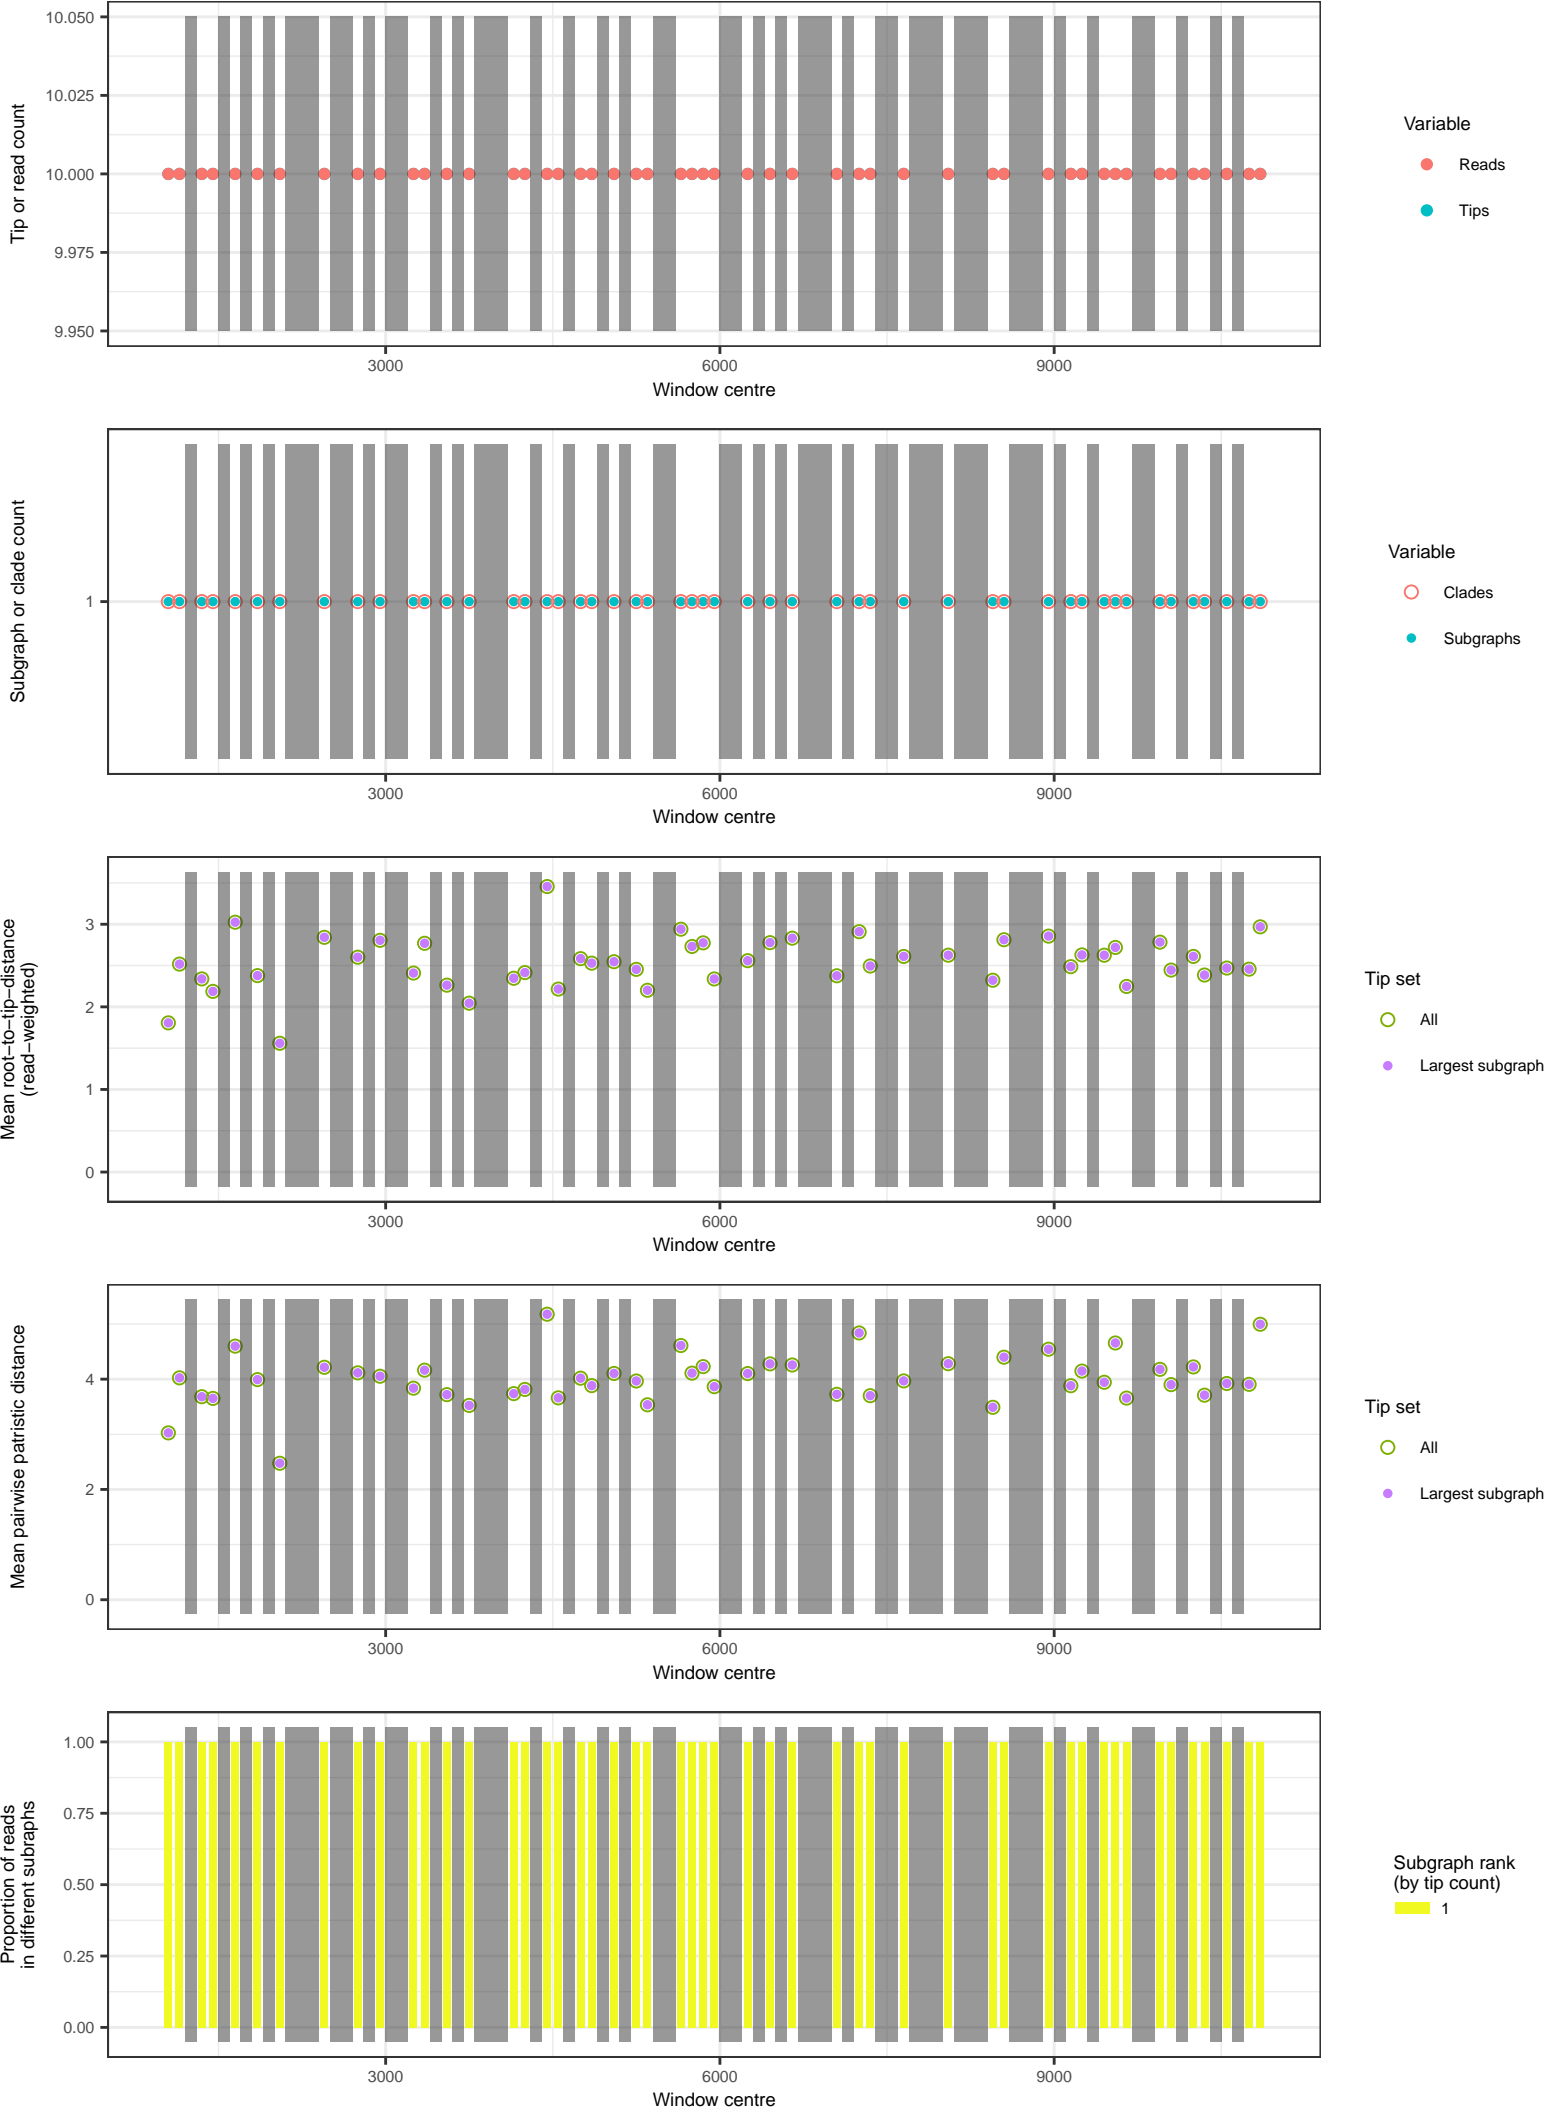 10.050
10.025
10.000
9.975
9.950
Tip or read count
3000
6000
9000
Window centre
Variable
Reads
Tips
1
Subgraph or clade count
3000
6000
9000
Window centre
Variable
Clades
Subgraphs
3
2
1
0
Mean root−to−tip−distance
(read−weighted)
3000
6000
9000
Window centre
Tip set
All
Largest subgraph
4
2
0
Mean pairwise patristic distance
3000
6000
9000
Window centre
Tip set
All
Largest subgraph
1.00
0.75
0.50
0.25
0.00
Proportion of reads
in different subraphs
3000
6000
9000
Window centre
Subgraph rank
(by tip count)
1